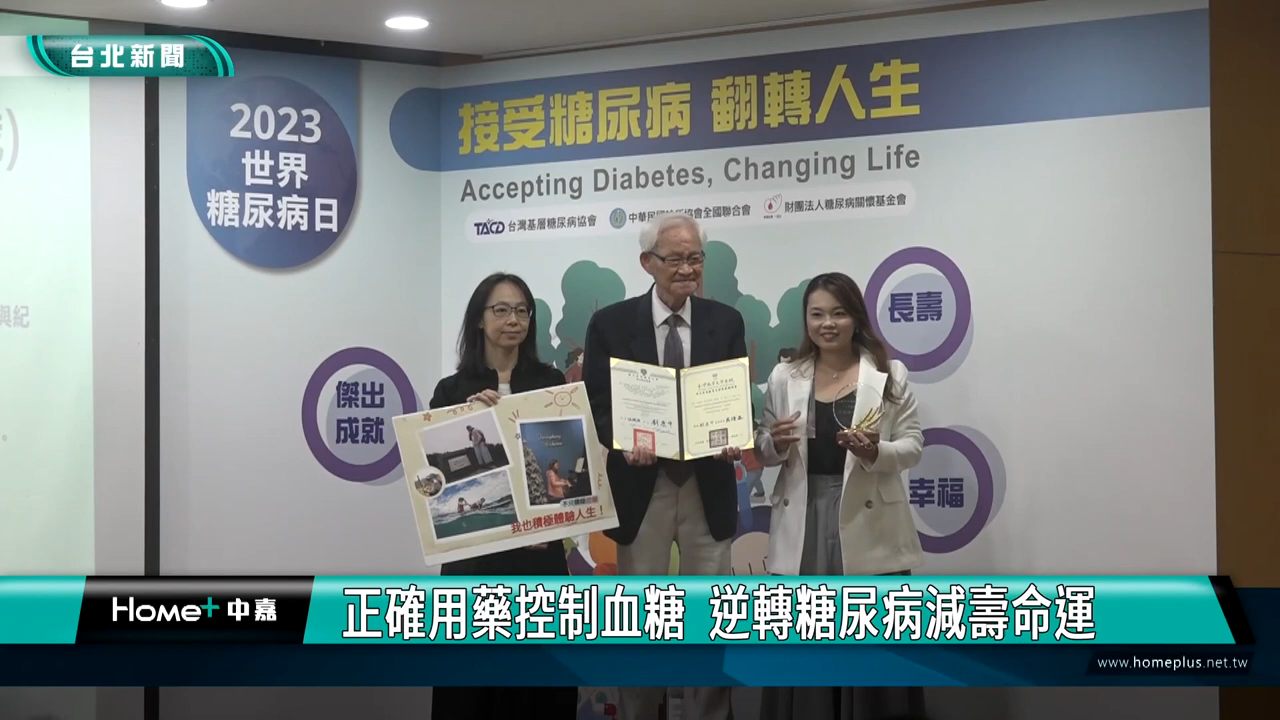 台北新聞
2023
世界
糖尿病日
接受糖尿病 翻轉人生
Accepting Diabetes, Changing Life
TACD 台灣基層糖尿病協會
財團法人糖尿病關懷基金會
與紀
長壽
傑出
成就
幸福
我也積極體驗人生！
Home+ 中嘉
正確用藥控制血糖 逆轉糖尿病減壽命運
www.homeplus.net.tw